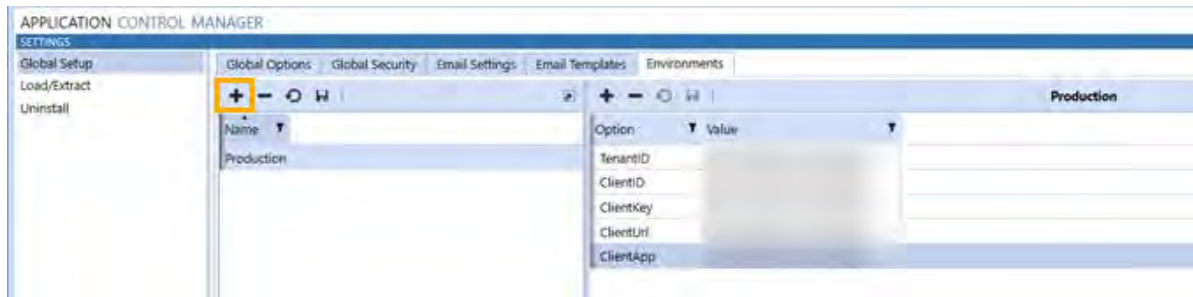 APPLICATION CONTROL MANAGER
SETTINGS
Global Setup
Load/Extract
Uninstall
Global Options Global Security Email Settings Email Templates Environments
Production
Name
Production
Option Value
TenantID
ClientID
ClientKey
ClientUrl
ClientApp